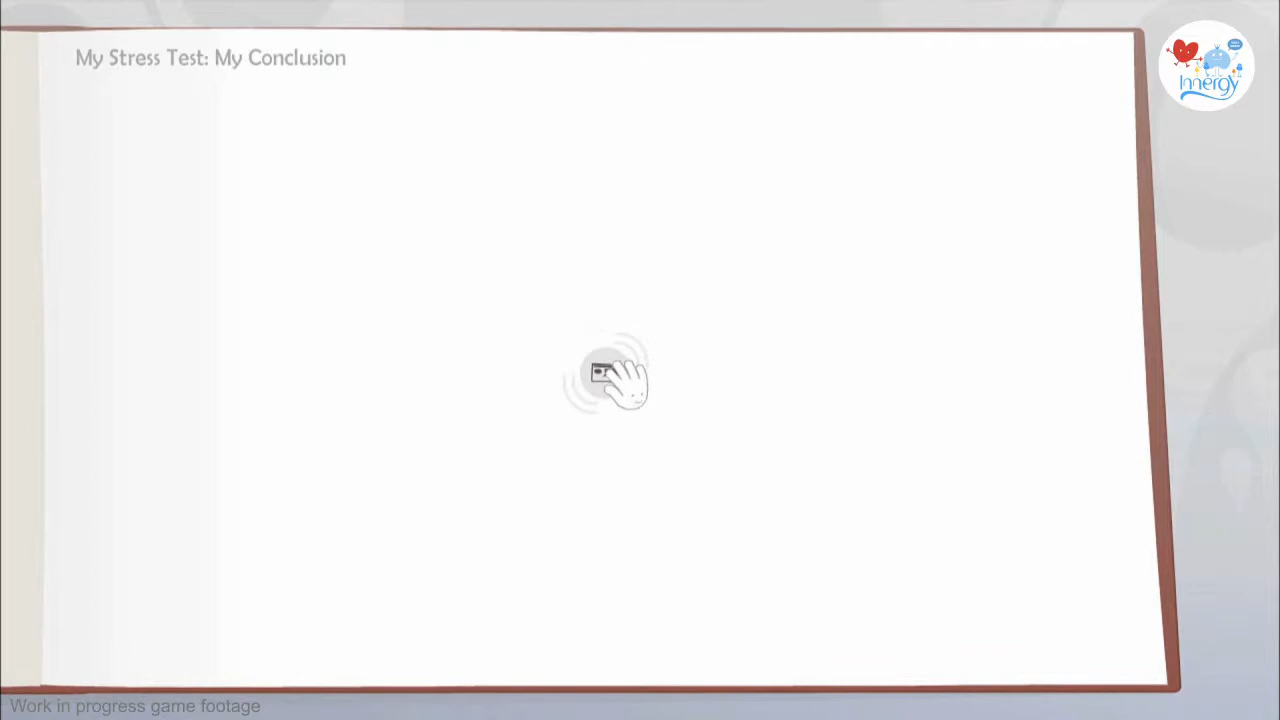 My Stress Test: My Conclusion
Innergy
Work in progress game footage